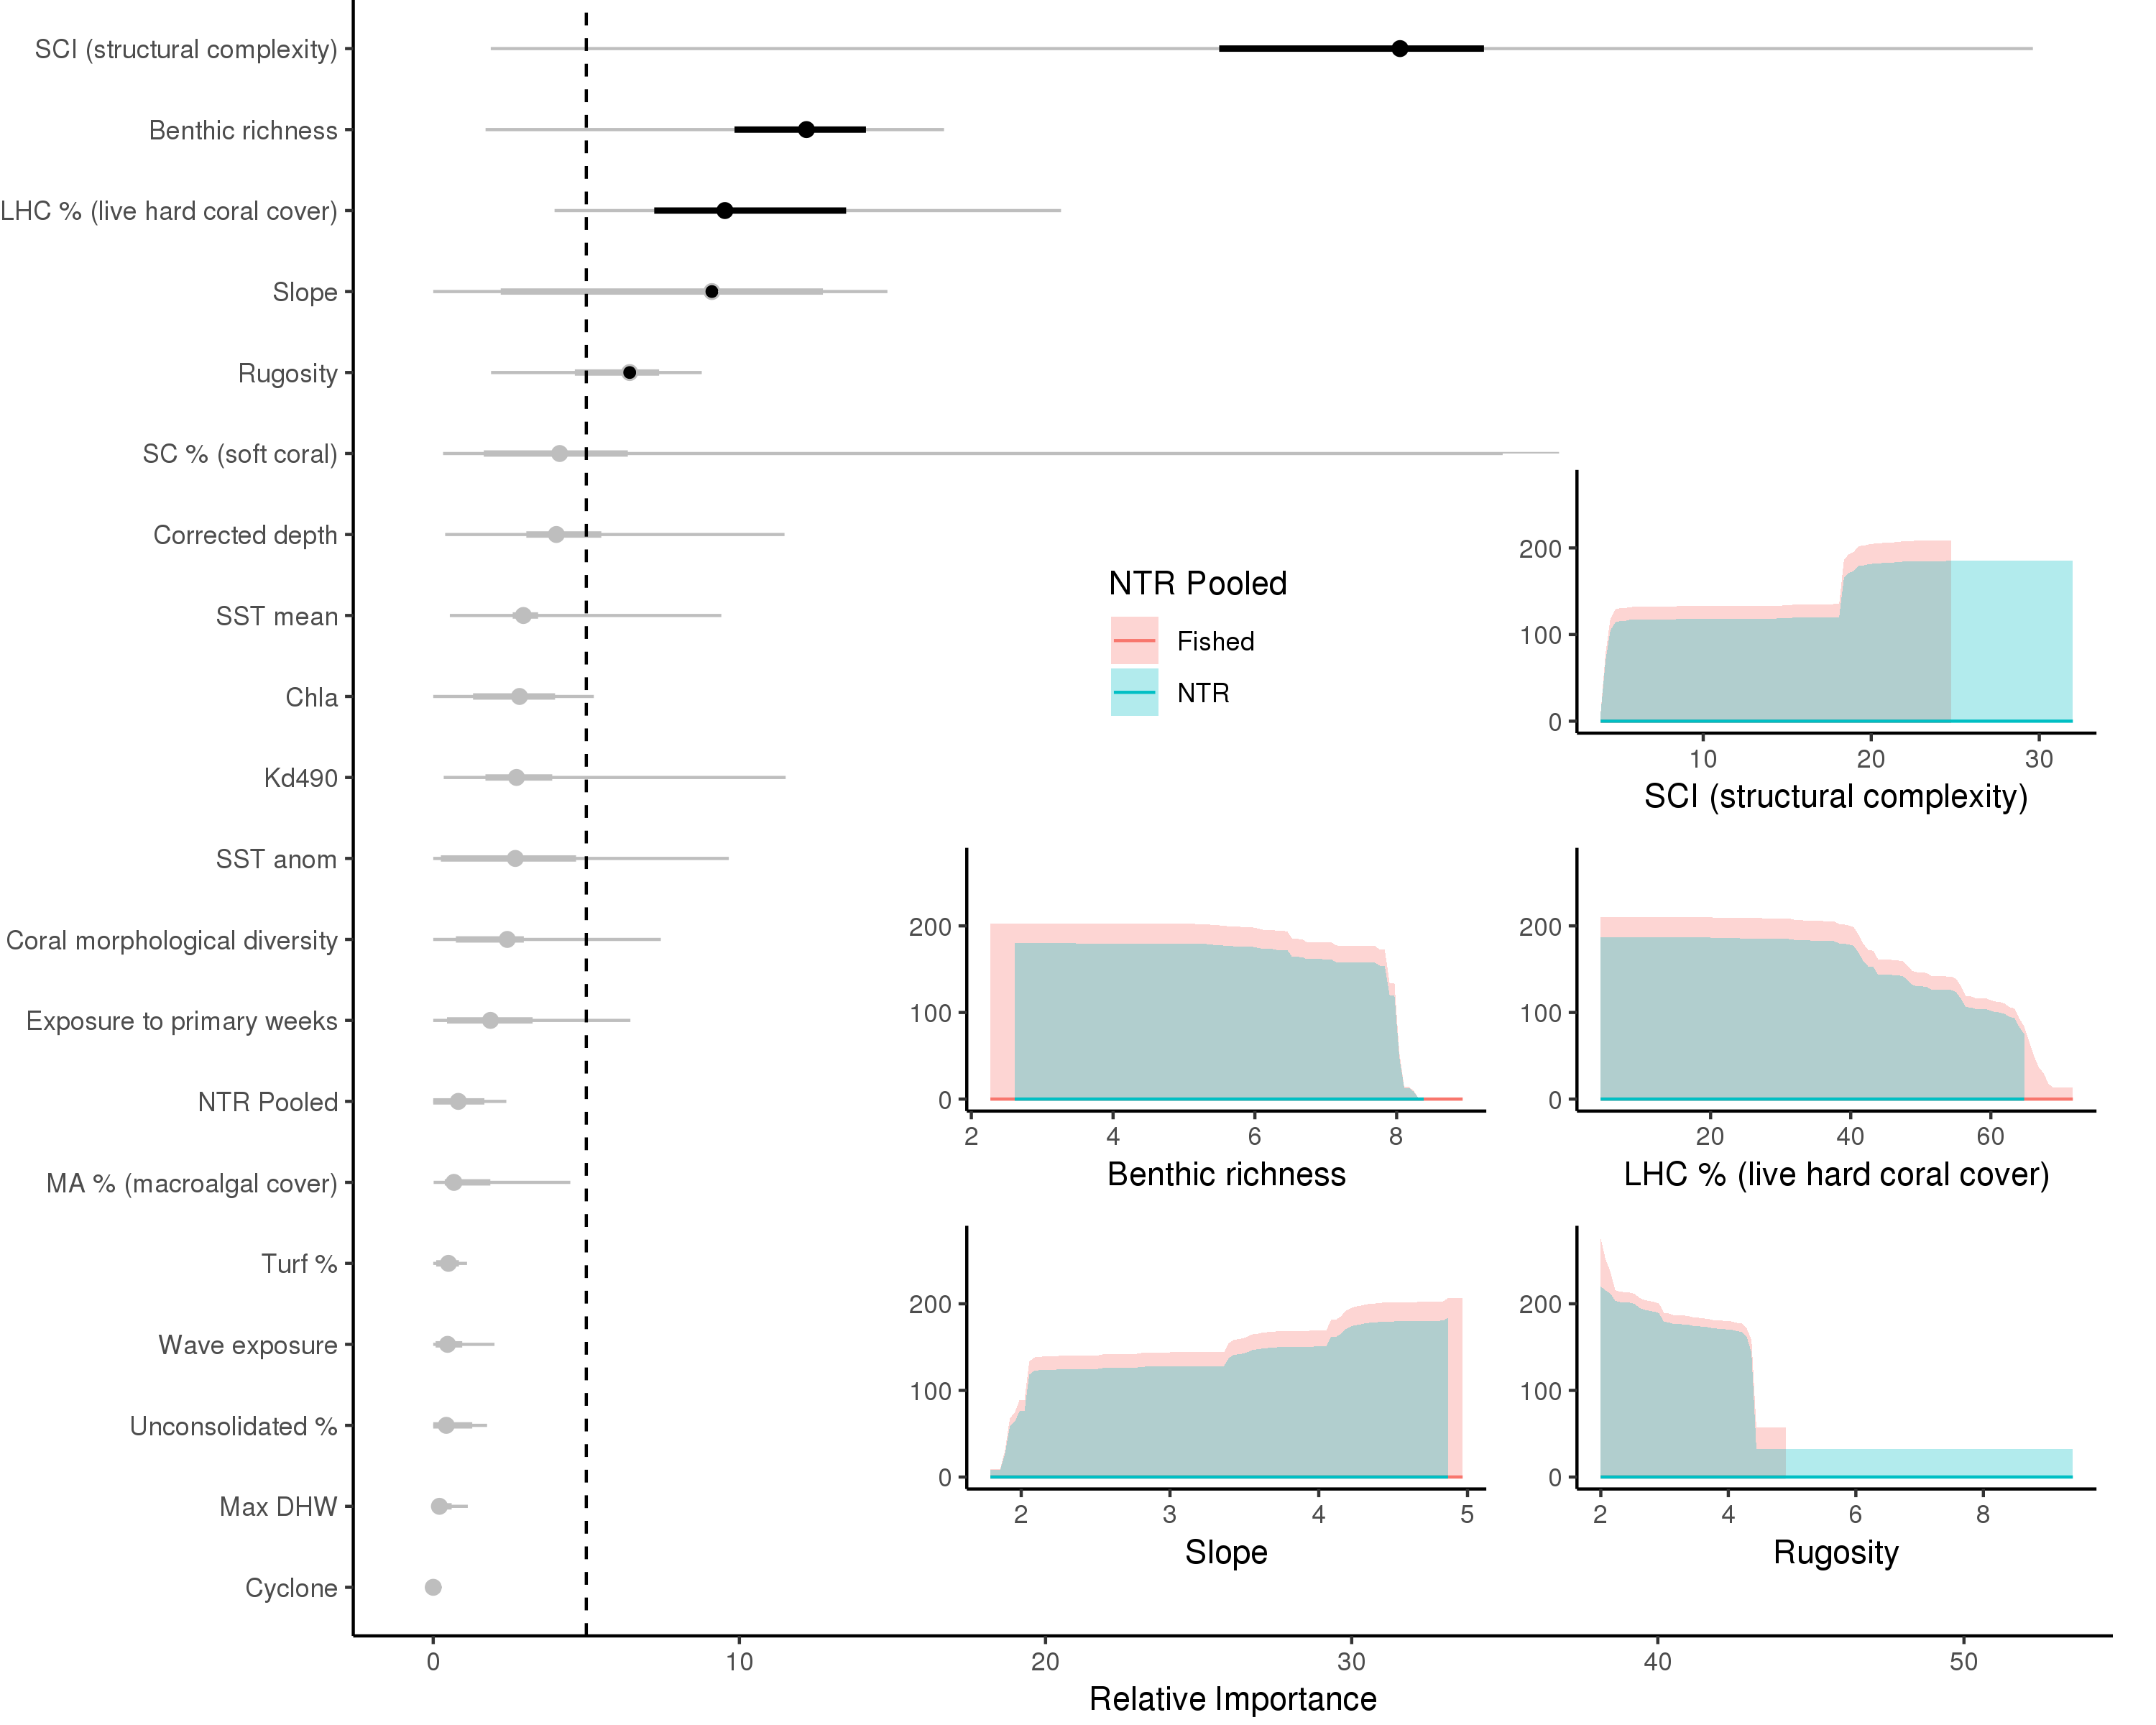 SCI (structural complexity)
Benthic richness
LHC % (live hard coral cover)
Slope
Rugosity
SC % (soft coral)
Corrected depth
SST mean
Chla
Kd490
SST anom
Coral morphological diversity
Exposure to primary weeks
NTR Pooled
MA % (macroalgal cover)
Turf %
Wave exposure
Unconsolidated %
Max DHW
Cyclone
0 10 20 30 40 50
Relative Importance
NTR Pooled
Fished
NTR
200
100
0
10 20 30
SCI (structural complexity)
200
100
0
2 4 6 8
Benthic richness
200
100
0
20 40 60
LHC % (live hard coral cover)
200
100
0
2 3 4 5
Slope
200
100
0
2 4 6 8
Rugosity